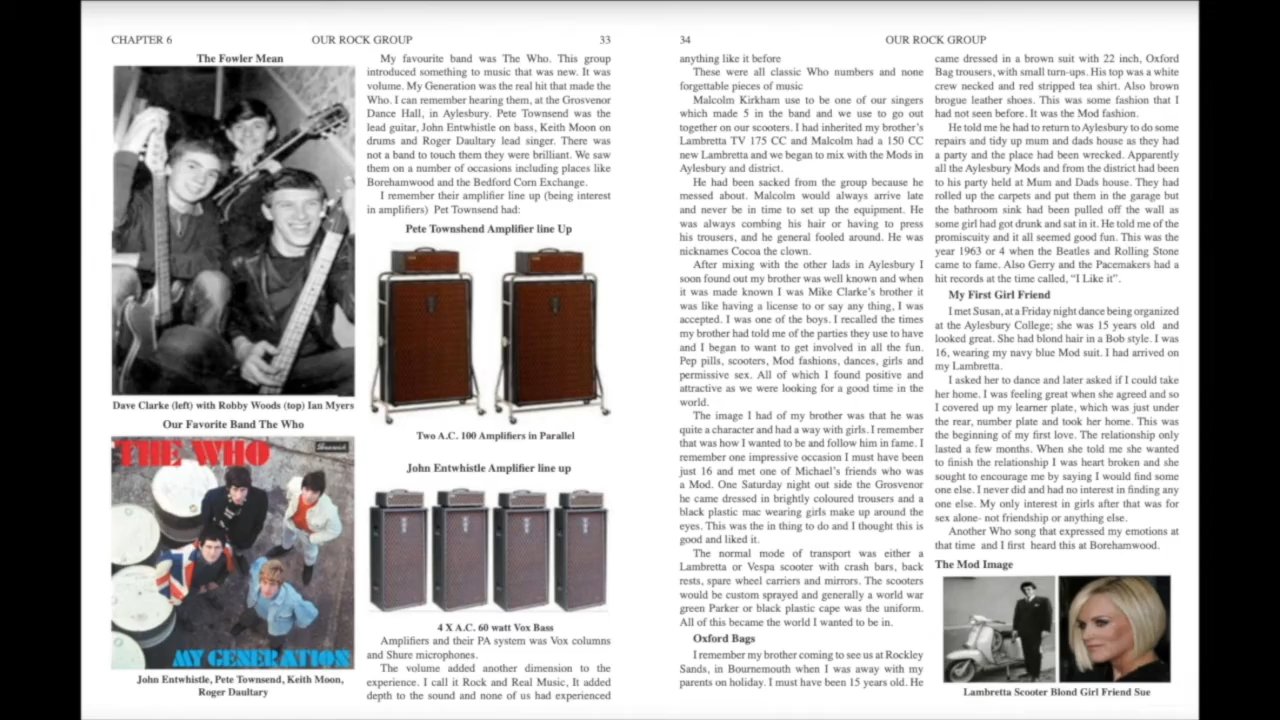 CHAPTER 6 OUR ROCK GROUP 33
The Fowler Mean
Dave Clarke (left) with Robby Woods (top) Ian Myers
Our Favorite Band The Who
THE WHO
Brunswick
MY GENERATION
John Entwhistle, Pete Townsend, Keith Moon,
Roger Daultary
My favourite band was The Who. This group
introduced something to music that was new. It was
volume. My Generation was the real hit that made the
Who. I can remember hearing them, at the Grosvenor
Dance Hall, in Aylesbury. Pete Townsend was the
lead guitar, John Entwhistle on bass, Keith Moon on
drums and Roger Daultary lead singer. There was
not a band to touch them they were brilliant. We saw
them on a number of occasions including places like
Borehamwood and the Bedford Corn Exchange.
I remember their amplifier line up (being interest
in amplifiers) Pet Townsend had:
Pete Townshend Amplifier line Up
Two A.C. 100 Amplifiers in Parallel
John Entwhistle Amplifier line up
4 X A.C. 60 watt Vox Bass
Amplifiers and their PA system was Vox columns
and Shure microphones.
The volume added another dimension to the
experience. I call it Rock and Real Music, It added
depth to the sound and none of us had experienced
34 OUR ROCK GROUP
anything like it before
These were all classic Who numbers and none
forgettable pieces of music
Malcolm Kirkham use to be one of our singers
which made 5 in the band and we use to go out
together on our scooters. I had inherited my brother's
Lambretta TV 175 CC and Malcolm had a 150 CC
new Lambretta and we began to mix with the Mods in
Aylesbury and district.
He had been sacked from the group because he
messed about. Malcolm would always arrive late
and never be in time to set up the equipment. He
was always combing his hair or having to press
his trousers, and he general fooled around. He was
nicknames Cocoa the clown.
After mixing with the other lads in Aylesbury I
soon found out my brother was well known and when
it was made known I was Mike Clarke's brother it
was like having a license to or say any thing, I was
accepted. I was one of the boys. I recalled the times
my brother had told me of the parties they use to have
and I began to want to get involved in all the fun.
Pep pills, scooters, Mod fashions, dances, girls and
permissive sex. All of which I found positive and
attractive as we were looking for a good time in the
world.
The image I had of my brother was that he was
quite a character and had a way with girls. I remember
that was how I wanted to be and follow him in fame. I
remember one impressive occasion I must have been
just 16 and met one of Michael's friends who was
a Mod. One Saturday night out side the Grosvenor
he came dressed in brightly coloured trousers and a
black plastic mac wearing girls make up around the
eyes. This was the in thing to do and I thought this is
good and liked it.
The normal mode of transport was either a
Lambretta or Vespa scooter with crash bars, back
rests, spare wheel carriers and mirrors. The scooters
would be custom sprayed and generally a world war
green Parker or black plastic cape was the uniform.
All of this became the world I wanted to be in.
Oxford Bags
I remember my brother coming to see us at Rockley
Sands, in Bournemouth when I was away with my
parents on holiday. I must have been 15 years old. He
came dressed in a brown suit with 22 inch, Oxford
Bag trousers, with small turn-ups. His top was a white
crew necked and red stripped tea shirt. Also brown
brogue leather shoes. This was some fashion that I
had not seen before. It was the Mod fashion.
He told me he had to return to Aylesbury to do some
repairs and tidy up mum and dads house as they had
a party and the place had been wrecked. Apparently
all the Aylesbury Mods and from the district had been
to his party held at Mum and Dads house. They had
rolled up the carpets and put them in the garage but
the bathroom sink had been pulled off the wall as
some girl had got drunk and sat in it. He told me of the
promiscuity and it all seemed good fun. This was the
year 1963 or 4 when the Beatles and Rolling Stone
came to fame. Also Gerry and the Pacemakers had a
hit records at the time called, "I Like it".
My First Girl Friend
I met Susan, at a Friday night dance being organized
at the Aylesbury College; she was 15 years old and
looked great. She had blond hair in a Bob style. I was
16, wearing my navy blue Mod suit. I had arrived on
my Lambretta.
I asked her to dance and later asked if I could take
her home. I was feeling great when she agreed and so
I covered up my learner plate, which was just under
the rear, number plate and took her home. This was
the beginning of my first love. The relationship only
lasted a few months. When she told me she wanted
to finish the relationship I was heart broken and she
sought to encourage me by saying I would find some
one else. I never did and had no interest in finding any
one else. My only interest in girls after that was for
sex alone- not friendship or anything else.
Another Who song that expressed my emotions at
that time and I first heard this at Borehamwood.
The Mod Image
Lambretta Scooter Blond Girl Friend Sue